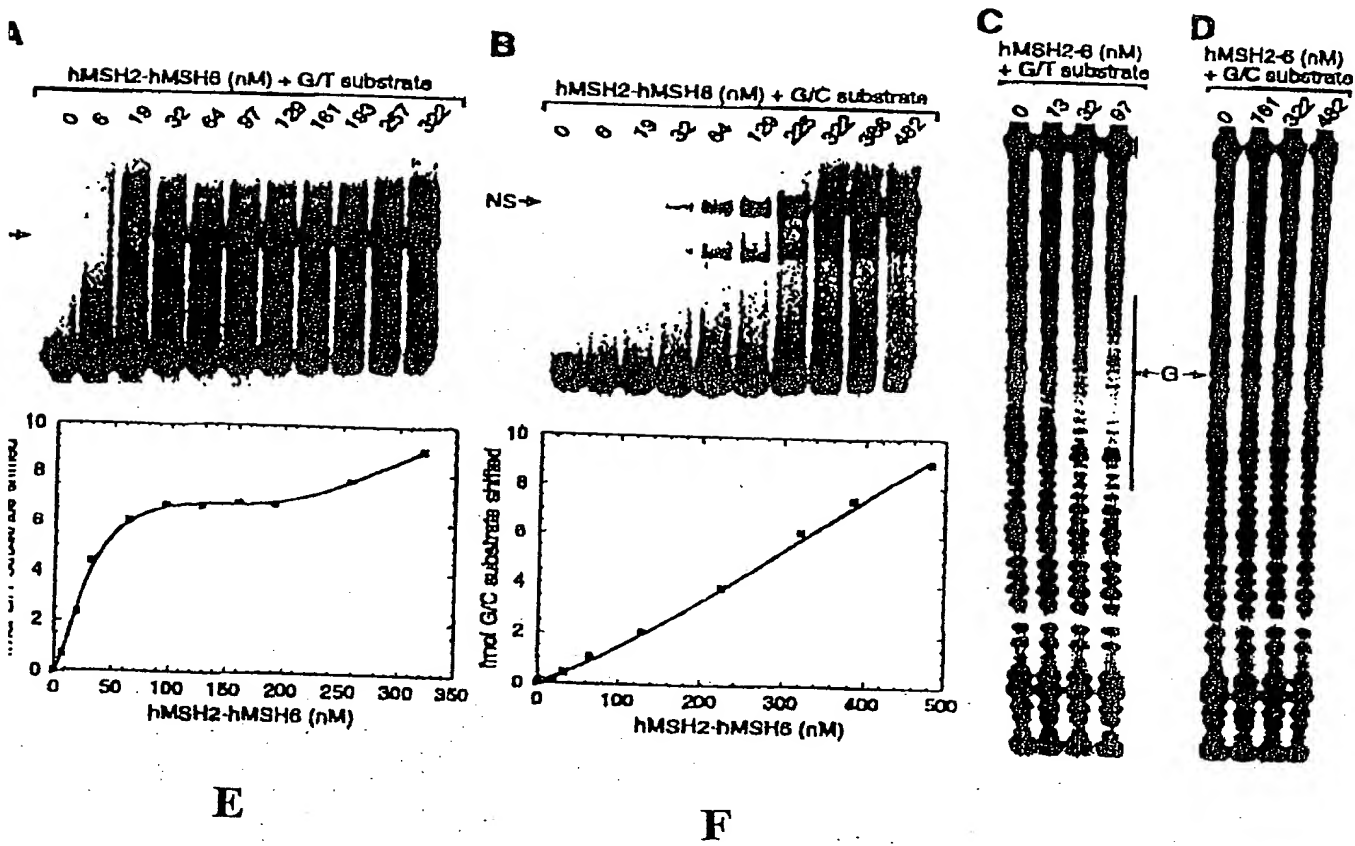 A
hMSH2-hMSH6 (nM) + G/T substrate
0 6 19 32 64 97 129 161 193 257 322
B
hMSH2-hMSH6 (nM) + G/C substrate
0 6 19 32 64 129 225 322 386 482
NS
C
hMSH2-6 (nM)
+ G/T substrate
0 13 32 97
D
hMSH2-6 (nM)
+ G/C substrate
0 161 322 482
G
10
8
6
4
2
0
0 50 100 150 200 250 300 350
hMSH2-hMSH6 (nM)
fmol G/C substrate shifted
10
8
6
4
2
0
0 100 200 300 400 500
hMSH2-hMSH6 (nM)
E
F